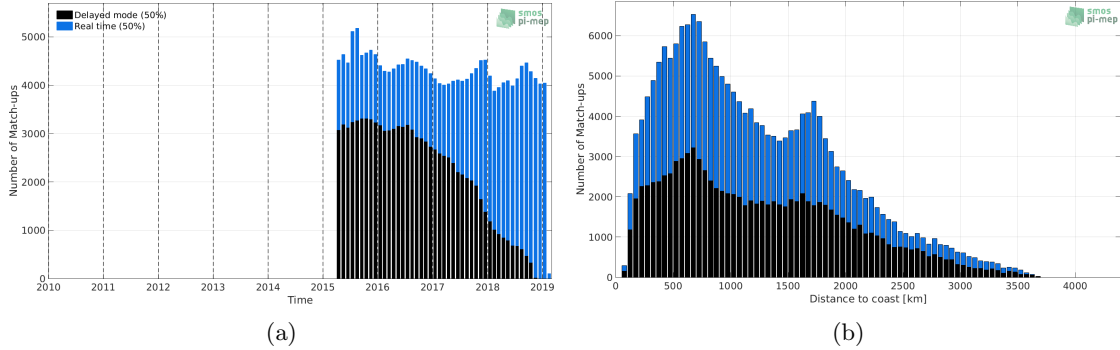 Delayed mode (50%)
Real time (50%)
smos
pi-mep
5000
4000
3000
2000
1000
0
Number of Match-ups
2010 2011 2012 2013 2014 2015 2016 2017 2018 2019
Time
(a)
smos
pi-mep
6000
5000
4000
3000
2000
1000
0
Number of Match-ups
0 500 1000 1500 2000 2500 3000 3500 4000
Distance to coast [km]
(b)